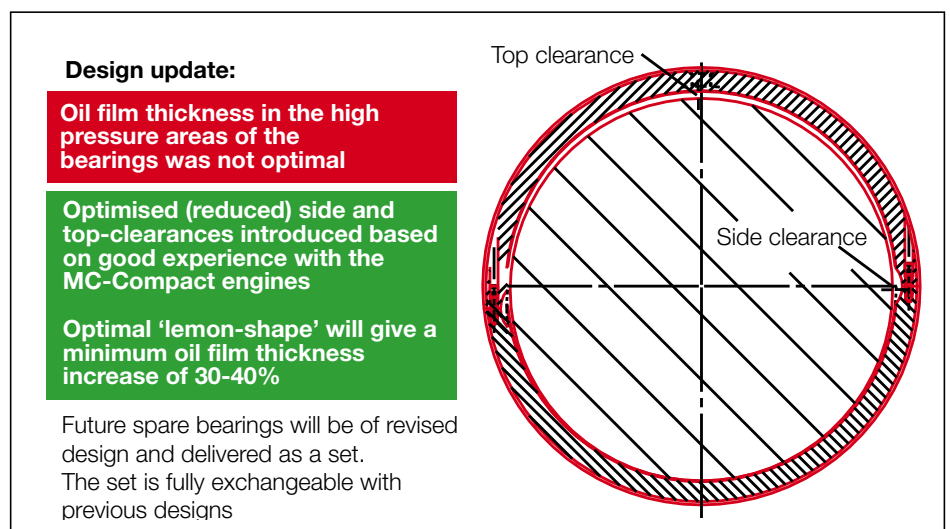 Design update:
Oil film thickness in the high
pressure areas of the
bearings was not optimal
Optimised (reduced) side and
top-clearances introduced based
on good experience with the
MC-Compact engines
Optimal ‘lemon-shape’ will give a
minimum oil film thickness
increase of 30-40%
Future spare bearings will be of revised
design and delivered as a set.
The set is fully exchangeable with
previous designs
Top clearance
Side clearance